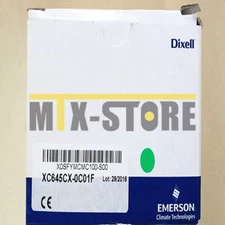 Dixell
MTX-STORE
X0SFYMCMC100-S00
XC645CX-0C01F
Lot: 29/2016
CE
EMERSON
Climate Technologies